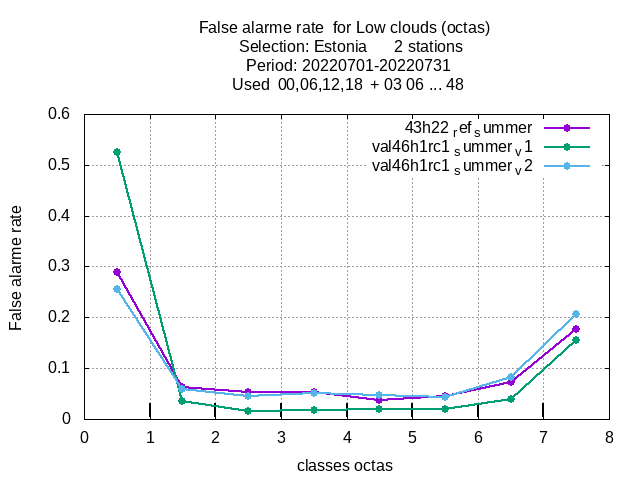 False alarme rate  for Low clouds (octas)
Selection: Estonia      2 stations
Period: 20220701-20220731
Used  00,06,12,18  + 03 06 ... 48
43h22 ref summer
val46h1rc1 summer v1
val46h1rc1 summer v2
False alarme rate
0.6
0.5
0.4
0.3
0.2
0.1
0
0 1 2 3 4 5 6 7 8
classes octas